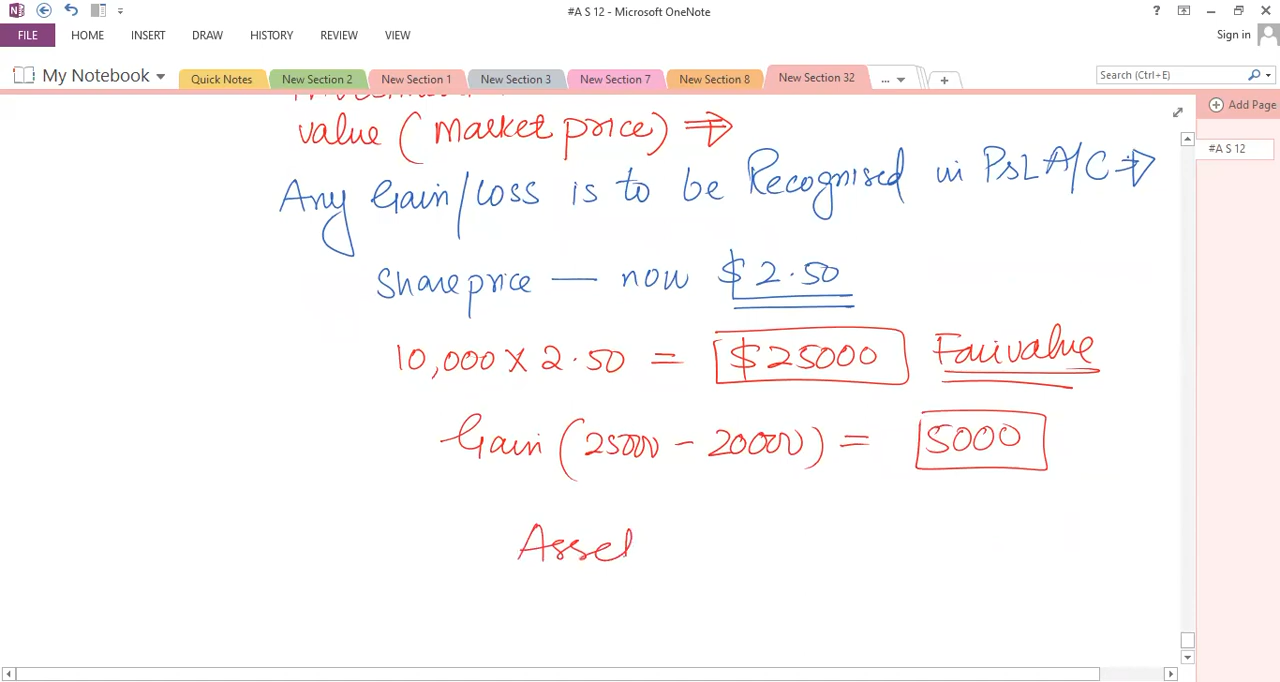 #A S 12 - Microsoft OneNote
?
Sign in
FILE HOME INSERT DRAW HISTORY REVIEW VIEW
My Notebook
Quick Notes New Section 2 New Section 1 New Section 3 New Section 7 New Section 8 New Section 32 ... +
Search (Ctrl+E)
Add Page
#A S 12
value (Market price) ⇒
Any Gain/Loss is to be Recognised in P&L A/C ⇒
Share price — now $2.50
10,000 × 2.50 = $25000 Fairvalue
Gain (25000 - 20000) = 5000
Asse